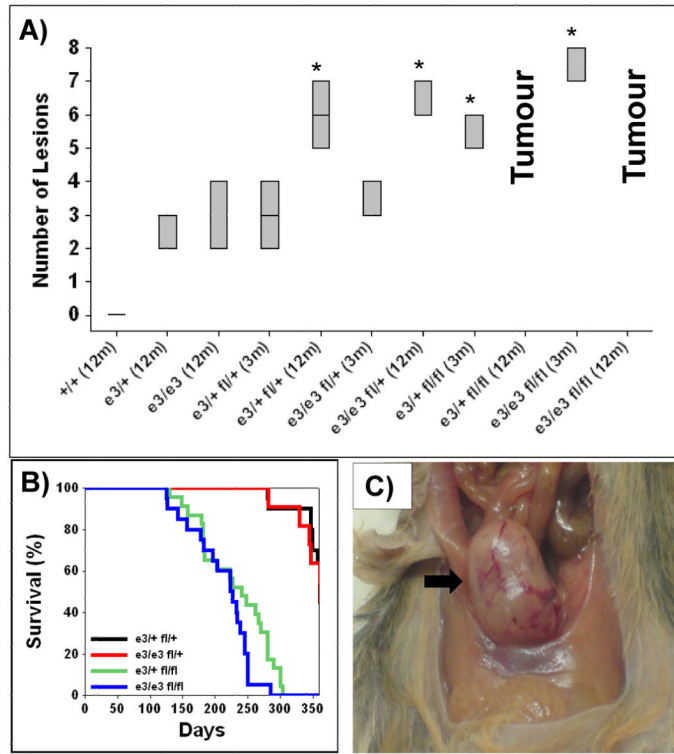 A)
Number of Lesions
8
7
6
5
4
3
2
1
0
* * * *
Tumour
Tumour
+/+ (12m)
e3/+ (12m)
e3/e3 (12m)
e3/+ fl/+ (3m)
e3/+ fl/+ (12m)
e3/e3 fl/+ (3m)
e3/e3 fl/+ (12m)
e3/+ fl/fl (3m)
e3/+ fl/fl (12m)
e3/e3 fl/fl (3m)
e3/e3 fl/fl (12m)
B)
Survival (%)
100
80
60
40
20
0
e3/+ fl/+
e3/e3 fl/+
e3/+ fl/fl
e3/e3 fl/fl
0 50 100 150 200 250 300 350
Days
C)